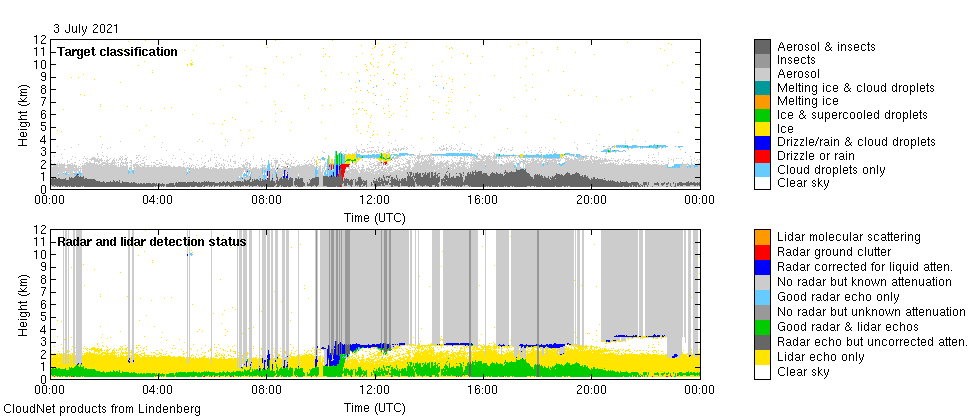 3 July 2021
Target classification
12
11
10
9
8
7
6
5
4
3
2
1
0
Height (km)
00:00 04:00 08:00 12:00 16:00 20:00 00:00
Time (UTC)
Aerosol & insects
Insects
Aerosol
Melting ice & cloud droplets
Melting ice
Ice & supercooled droplets
Ice
Drizzle/rain & cloud droplets
Drizzle or rain
Cloud droplets only
Clear sky
Radar and lidar detection status
12
11
10
9
8
7
6
5
4
3
2
1
0
Height (km)
00:00 04:00 08:00 12:00 16:00 20:00 00:00
Time (UTC)
Lidar molecular scattering
Radar ground clutter
Radar corrected for liquid atten.
No radar but known attenuation
Good radar echo only
No radar but unknown attenuation
Good radar & lidar echos
Radar echo but uncorrected atten.
Lidar echo only
Clear sky
CloudNet products from Lindenberg